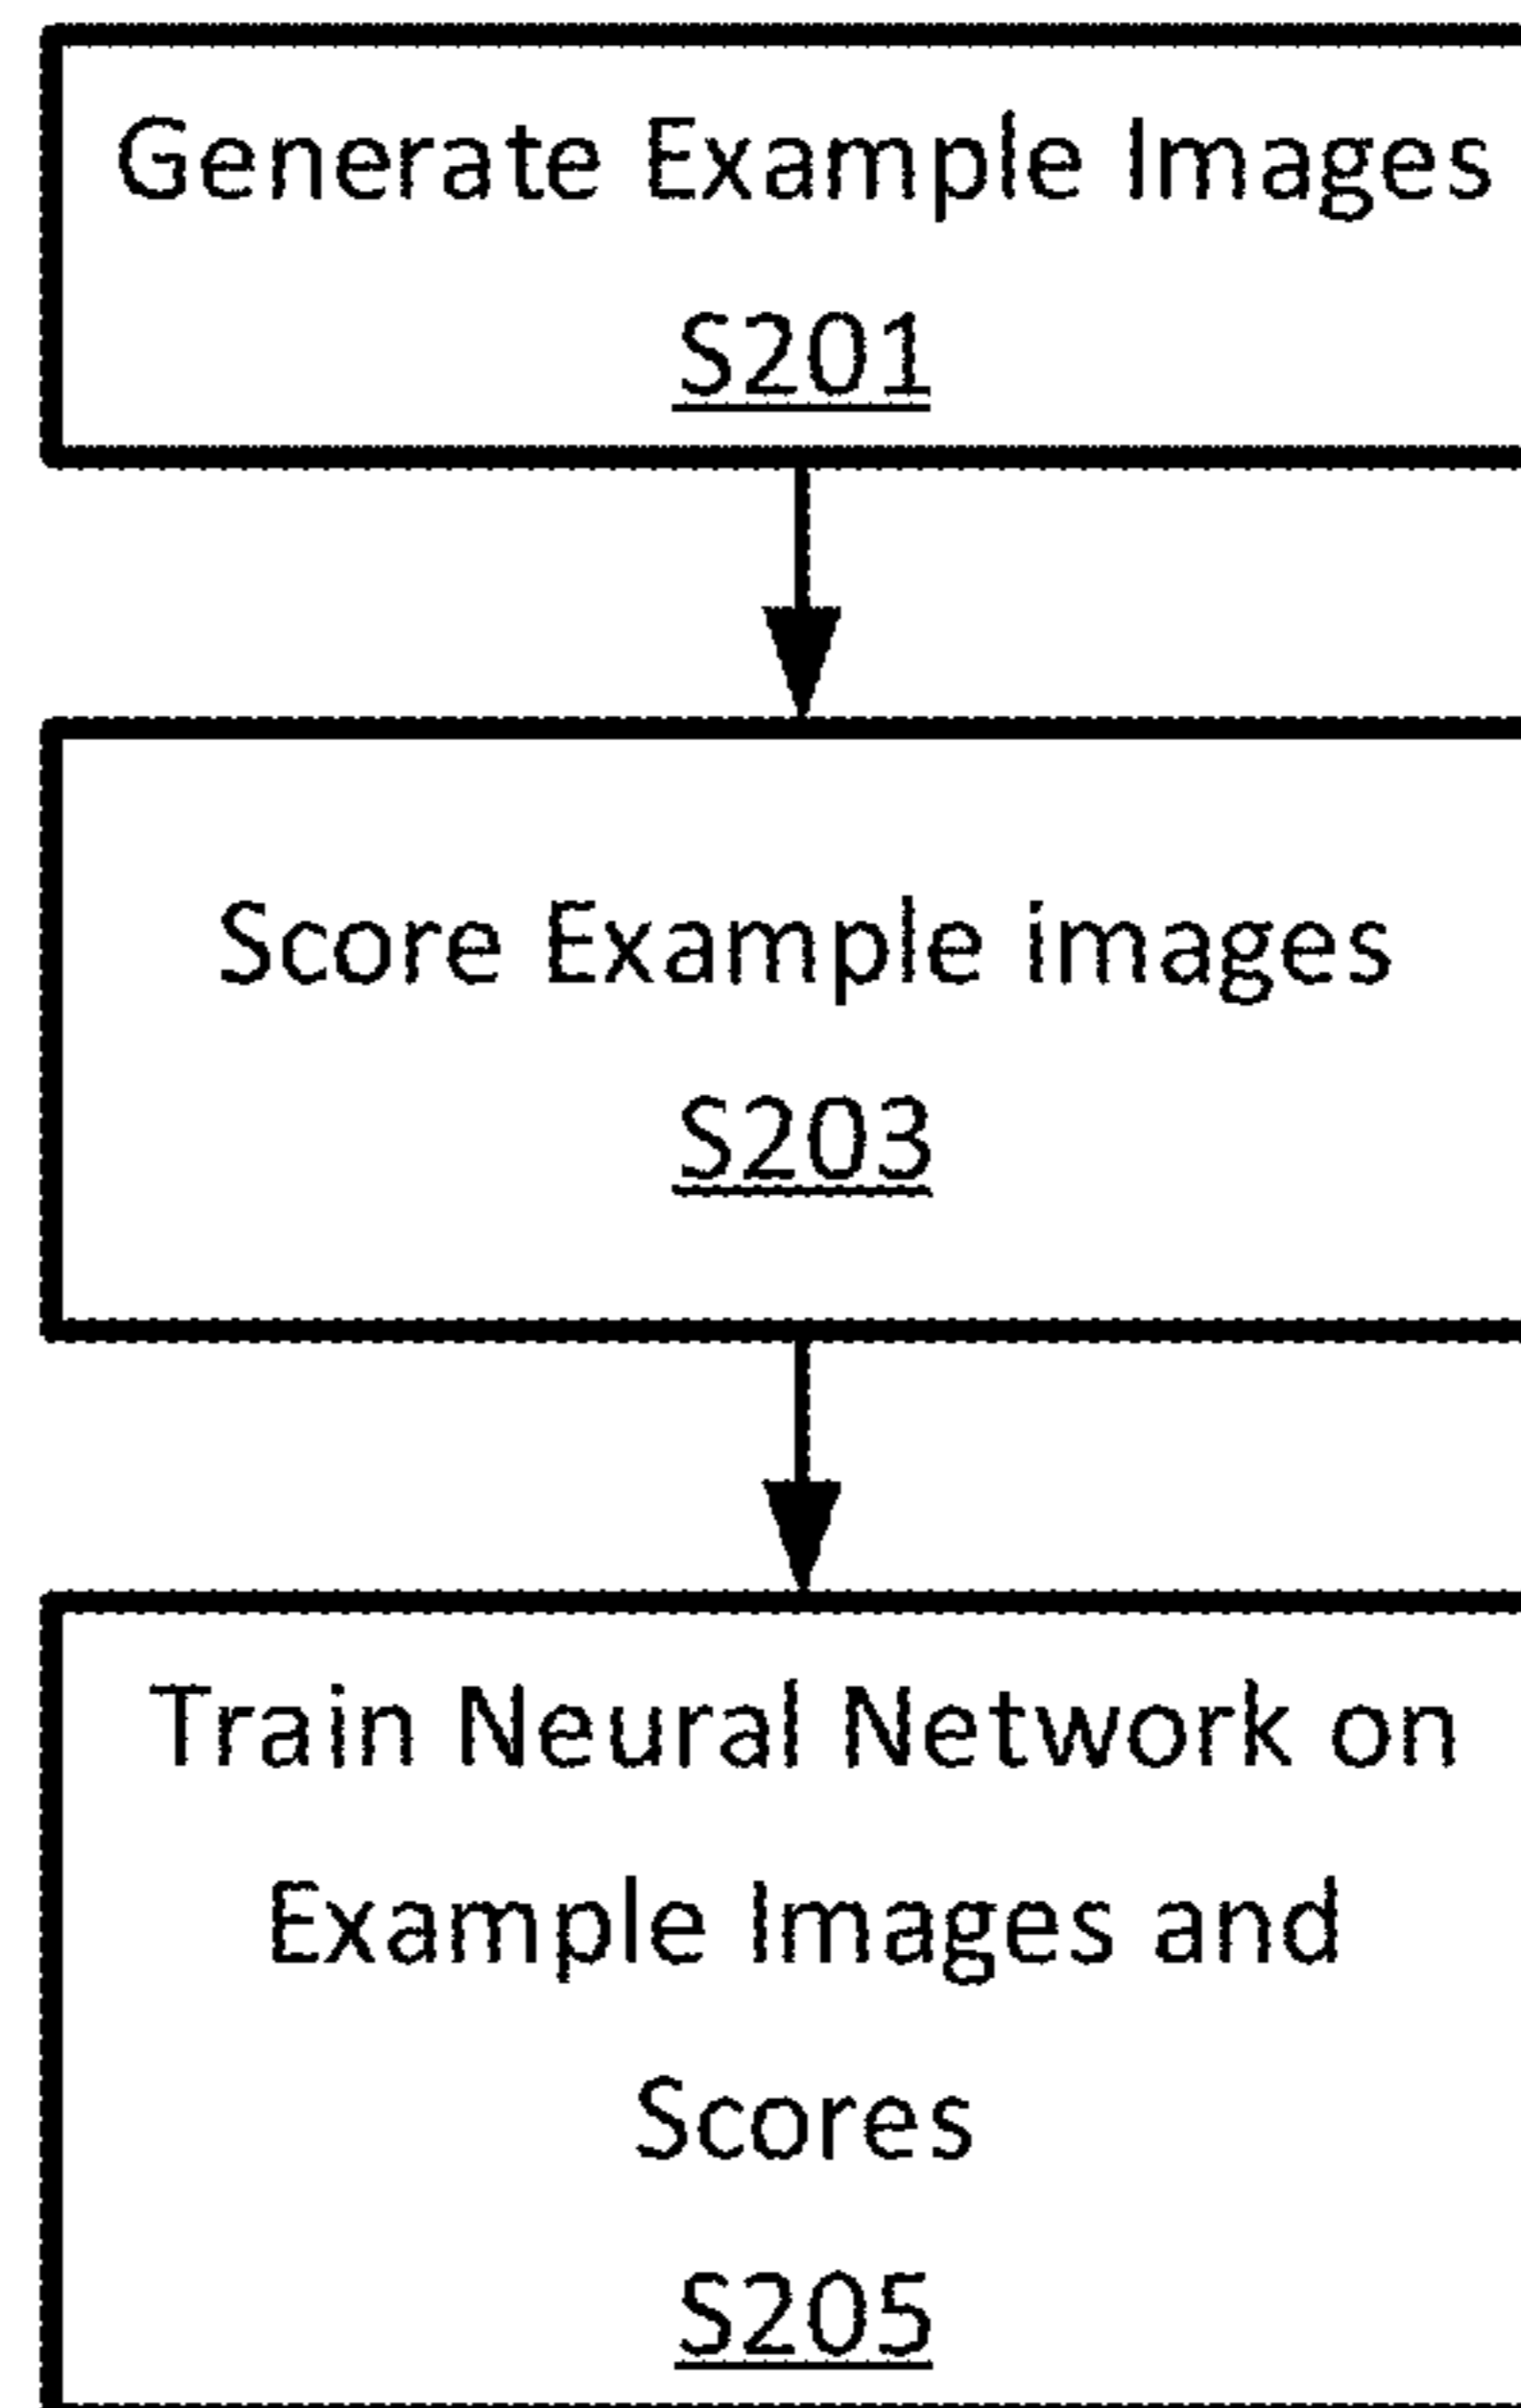 Generate Example Images
S201
Score Example images
S203
Train Neural Network on
Example Images and
Scores
S205